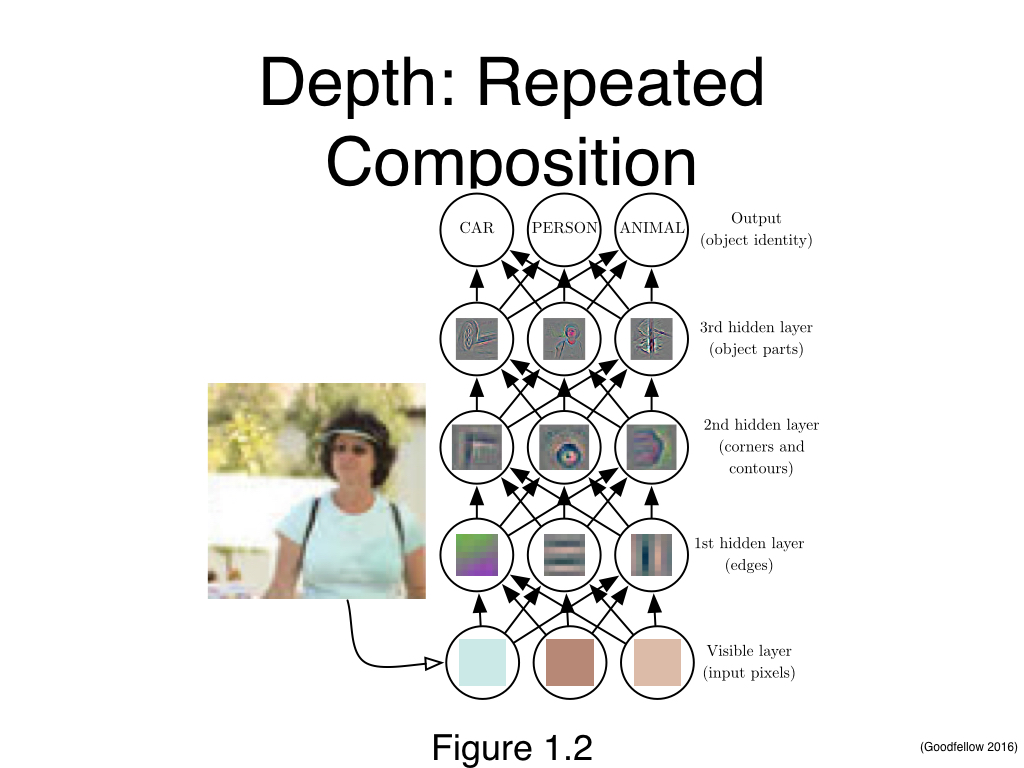 Depth: Repeated
Composition
CAR
PERSON
ANIMAL
Output
(object identity)
3rd hidden layer
(object parts)
2nd hidden layer
(corners and
contours)
1st hidden layer
(edges)
Visible layer
(input pixels)
Figure 1.2
(Goodfellow 2016)